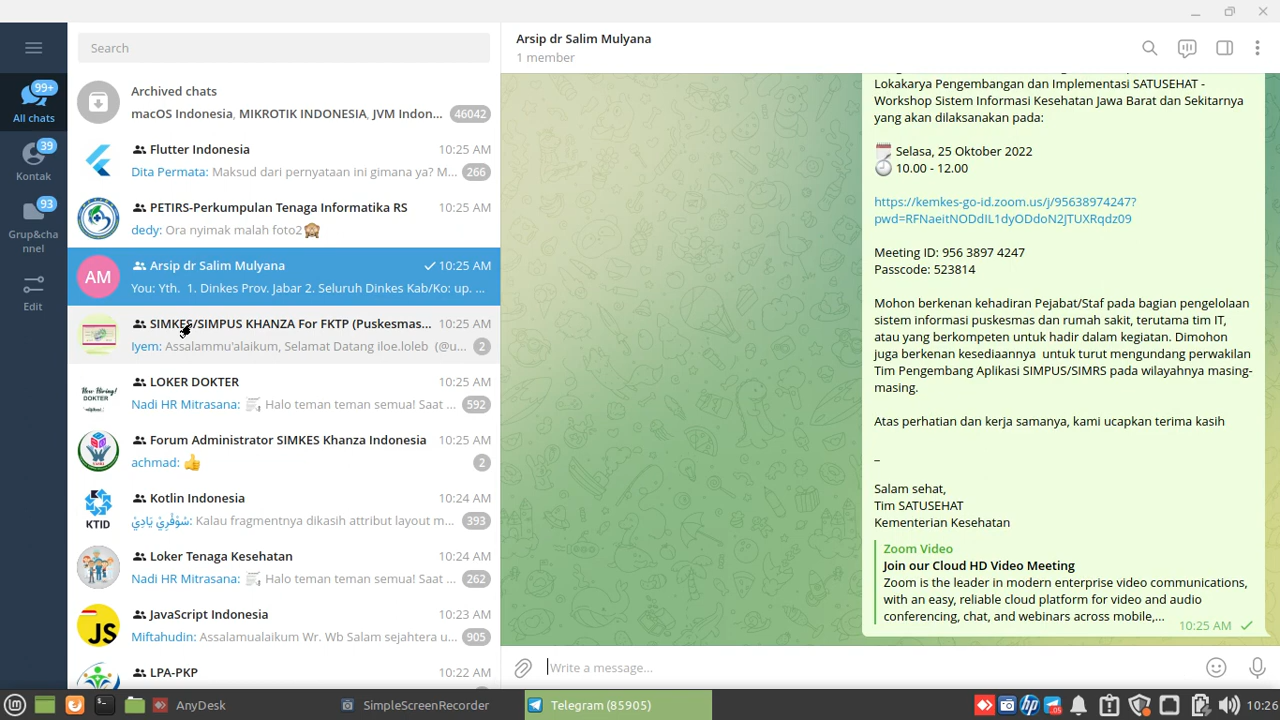 Search
Archived chats
macOS Indonesia, MIKROTIK INDONESIA, JVM Indon... 46042
99+
All chats
39
Kontak
93
Grup&cha
nnel
Edit
Flutter Indonesia 10:25 AM
Dita Permata: Maksud dari pernyataan ini gimana ya? M... 266
PETIRS-Perkumpulan Tenaga Informatika RS 10:25 AM
dedy: Ora nyimak malah foto2🙈
AM
Arsip dr Salim Mulyana 10:25 AM
You: Yth. 1. Dinkes Prov. Jabar 2. Seluruh Dinkes Kab/Ko: up. ...
SIMKES/SIMPUS KHANZA For FKTP (Puskesmas... 10:25 AM
Iyem: Assalammu'alaikum, Selamat Datang iloe.loleb (@u... 2
LOKER DOKTER 10:25 AM
Nadi HR Mitrasana: Halo teman teman semua! Saat ... 592
Forum Administrator SIMKES Khanza Indonesia 10:25 AM
achmad: 👍 2
KTID
Kotlin Indonesia 10:24 AM
Kalau fragmentnya dikasih attribut layout m... 393
Loker Tenaga Kesehatan 10:24 AM
Nadi HR Mitrasana: Halo teman teman semua! Saat ... 262
JS
JavaScript Indonesia 10:23 AM
Miftahudin: Assalamualaikum Wr. Wb Salam sejahtera u... 905
LPA-PKP 10:22 AM
Arsip dr Salim Mulyana
1 member
Lokakarya Pengembangan dan Implementasi SATUSEHAT -
Workshop Sistem Informasi Kesehatan Jawa Barat dan Sekitarnya
yang akan dilaksanakan pada:
Selasa, 25 Oktober 2022
10.00 - 12.00
https://kemkes-go-id.zoom.us/j/95638974247?
pwd=RFNaeitNODdIL1dyODdoN2JTUXRqdz09
Meeting ID: 956 3897 4247
Passcode: 523814
Mohon berkenan kehadiran Pejabat/Staf pada bagian pengelolaan
sistem informasi puskesmas dan rumah sakit, terutama tim IT,
atau yang berkompeten untuk hadir dalam kegiatan. Dimohon
juga berkenan kesediaannya untuk turut mengundang perwakilan
Tim Pengembang Aplikasi SIMPUS/SIMRS pada wilayahnya masing-
masing.
Atas perhatian dan kerja samanya, kami ucapkan terima kasih
_
Salam sehat,
Tim SATUSEHAT
Kementerian Kesehatan
Zoom Video
Join our Cloud HD Video Meeting
Zoom is the leader in modern enterprise video communications,
with an easy, reliable cloud platform for video and audio
conferencing, chat, and webinars across mobile,...
10:25 AM
Write a message...
AnyDesk
SimpleScreenRecorder
Telegram (85905)
10:26